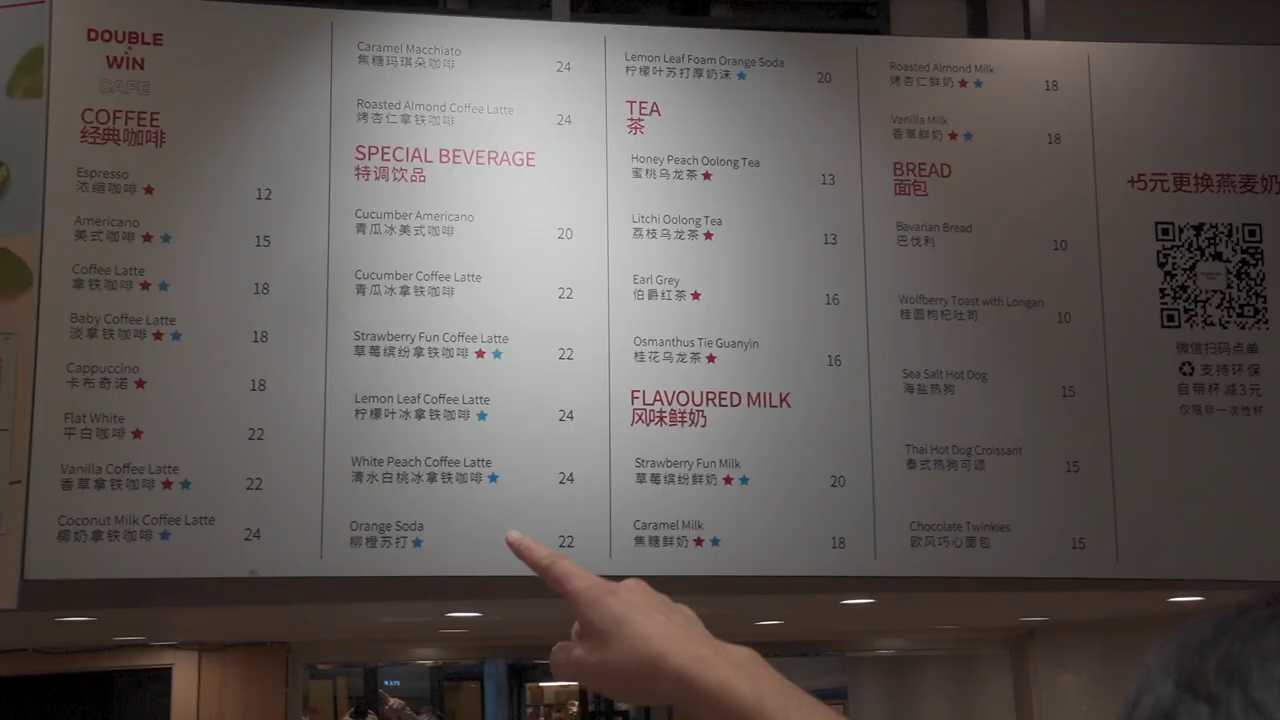 DOUBLE
WIN
CAFE
COFFEE
经典咖啡
Espresso
浓缩咖啡 12
Americano
美式咖啡 15
Coffee Latte
拿铁咖啡 18
Baby Coffee Latte
淡拿铁咖啡 18
Cappuccino
卡布奇诺 18
Flat White
平白咖啡 22
Vanilla Coffee Latte
香草拿铁咖啡 22
Coconut Milk Coffee Latte
椰奶拿铁咖啡 24
Caramel Macchiato
焦糖玛琪朵咖啡 24
Roasted Almond Coffee Latte
烤杏仁拿铁咖啡 24
SPECIAL BEVERAGE
特调饮品
Cucumber Americano
青瓜冰美式咖啡 20
Cucumber Coffee Latte
青瓜冰拿铁咖啡 22
Strawberry Fun Coffee Latte
草莓缤纷拿铁咖啡 22
Lemon Leaf Coffee Latte
柠檬叶冰拿铁咖啡 24
White Peach Coffee Latte
清水白桃冰拿铁咖啡 24
Orange Soda
柳橙苏打 22
Lemon Leaf Foam Orange Soda
柠檬叶苏打厚奶沫 20
TEA
茶
Honey Peach Oolong Tea
蜜桃乌龙茶 13
Litchi Oolong Tea
荔枝乌龙茶 13
Earl Grey
伯爵红茶 16
Osmanthus Tie Guanyin
桂花乌龙茶 16
FLAVOURED MILK
风味鲜奶
Strawberry Fun Milk
草莓缤纷鲜奶 20
Caramel Milk
焦糖鲜奶 18
Roasted Almond Milk
烤杏仁鲜奶 18
Vanilla Milk
香草鲜奶 18
BREAD
面包
Bavarian Bread
巴伐利 10
Wolfberry Toast with Longan
桂圆枸杞吐司 10
Sea Salt Hot Dog
海盐热狗 15
Thai Hot Dog Croissant
泰式热狗可颂 15
Chocolate Twinkies
欧风巧心面包 15
+5元更换燕麦奶
微信扫码点单
支持环保
自带杯减3元
仅限非一次性杯